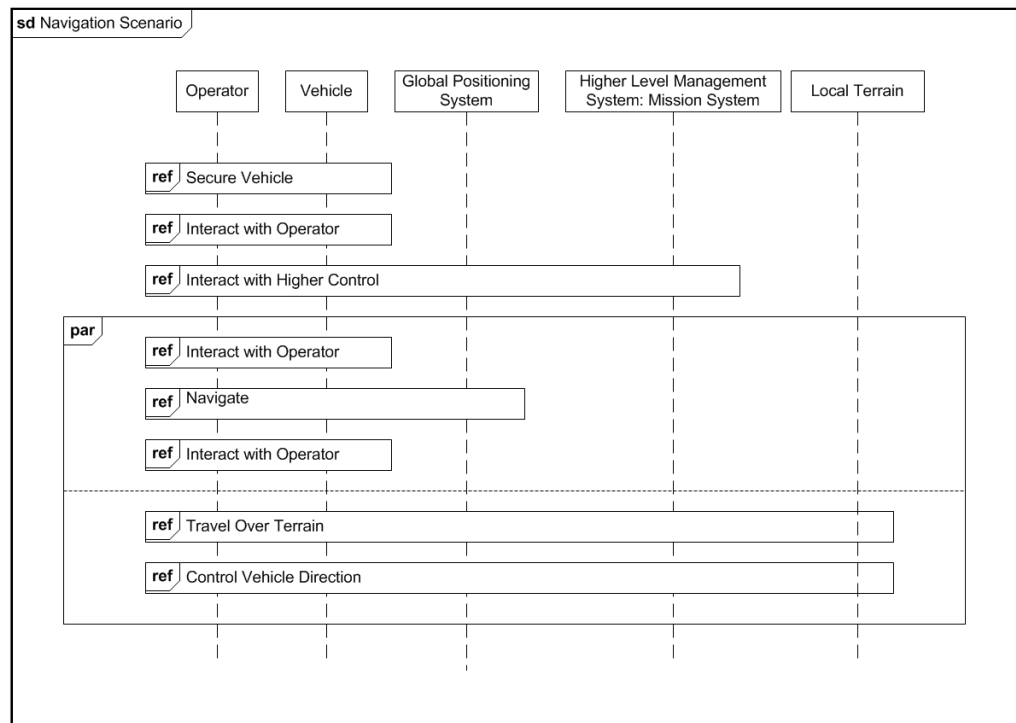 sd Navigation Scenario
Operator
Vehicle
Global Positioning
System
Higher Level Management
System: Mission System
Local Terrain
ref Secure Vehicle
ref Interact with Operator
ref Interact with Higher Control
par
ref Interact with Operator
ref Navigate
ref Interact with Operator
ref Travel Over Terrain
ref Control Vehicle Direction